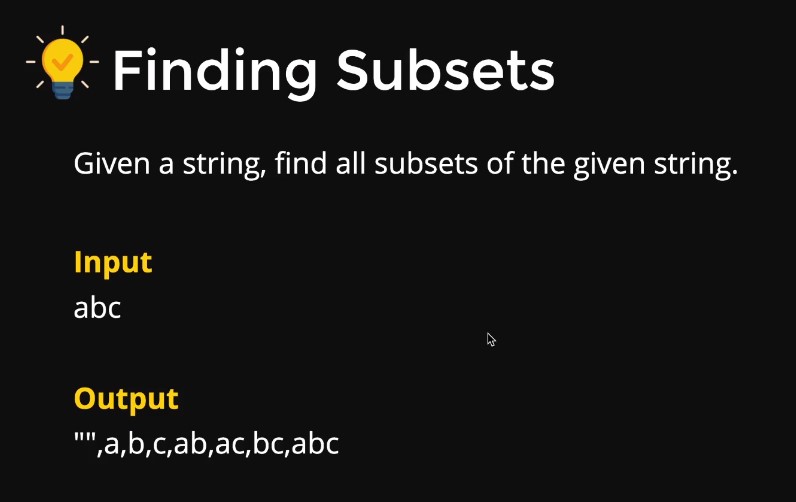 Finding Subsets
Given a string, find all subsets of the given string.
Input
abc
Output
"",a,b,c,ab,ac,bc,abc